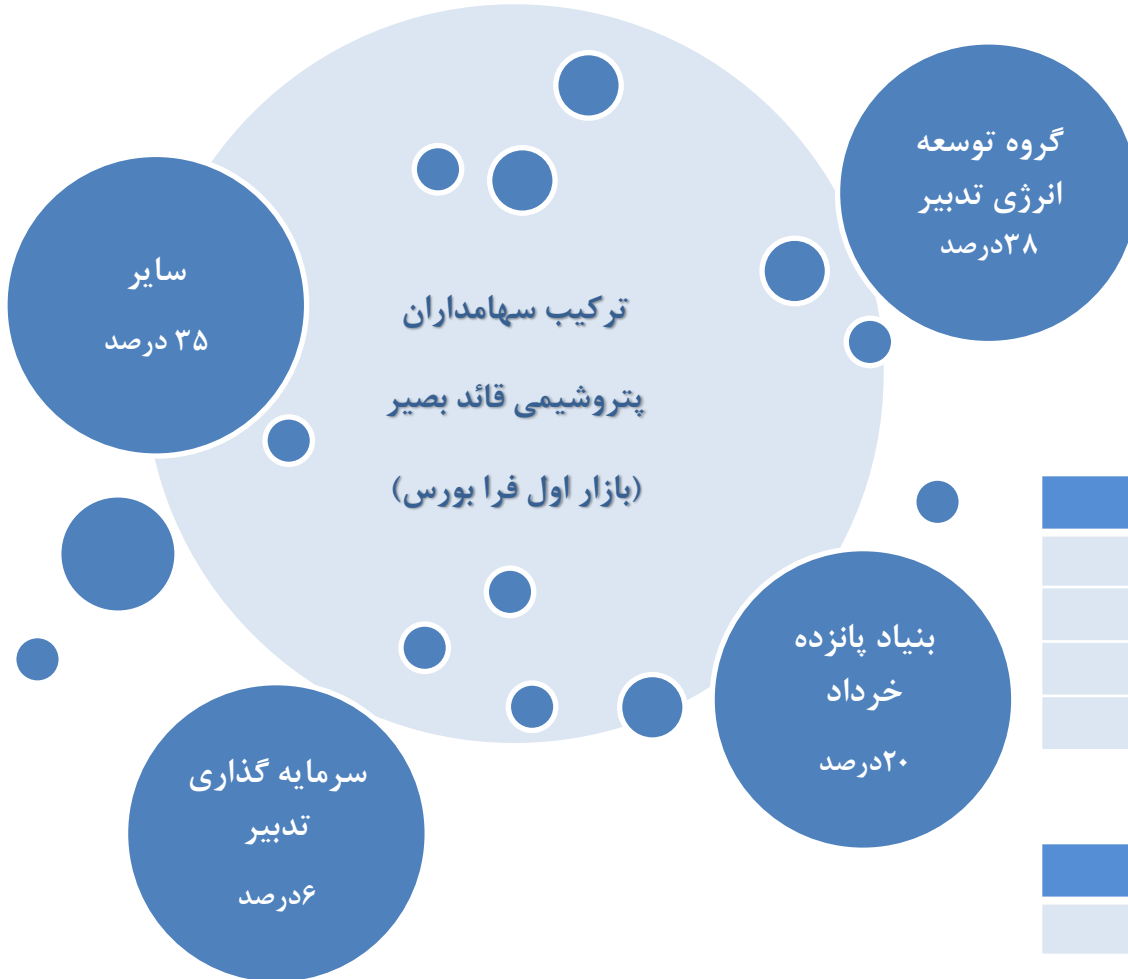 ترکیب سهامداران
پتروشیمی قائد بصیر
(بازار اول فرا بورس)
گروه توسعه
انرژی تدبیر
۳۸درصد
سایر
۳۵ درصد
بنیاد پانزده
خرداد
۲۰درصد
سرمایه گذاری
تدبیر
۶درصد